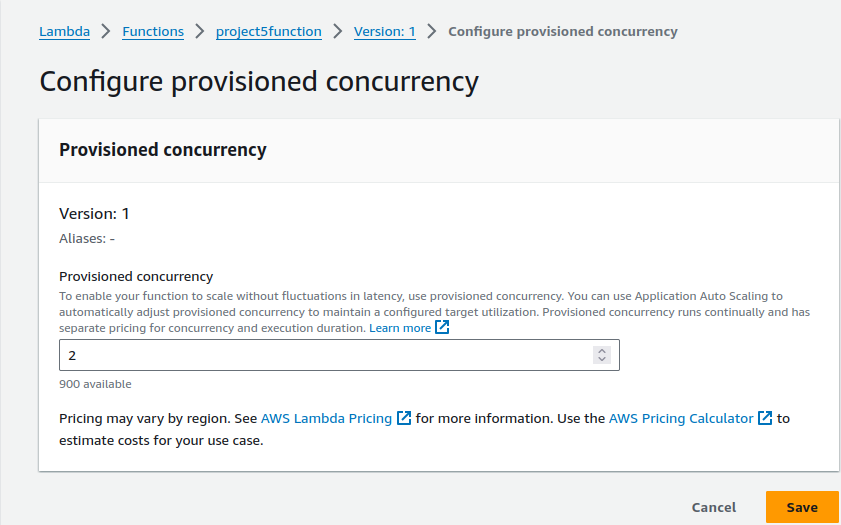 Lambda > Functions > project5function > Version: 1 > Configure provisioned concurrency
Configure provisioned concurrency
Provisioned concurrency
Version: 1
Aliases: -
Provisioned concurrency
To enable your function to scale without fluctuations in latency, use provisioned concurrency. You can use Application Auto Scaling to
automatically adjust provisioned concurrency to maintain a configured target utilization. Provisioned concurrency runs continually and has
separate pricing for concurrency and execution duration. Learn more
2
900 available
Pricing may vary by region. See AWS Lambda Pricing for more information. Use the AWS Pricing Calculator to
estimate costs for your use case.
Cancel Save